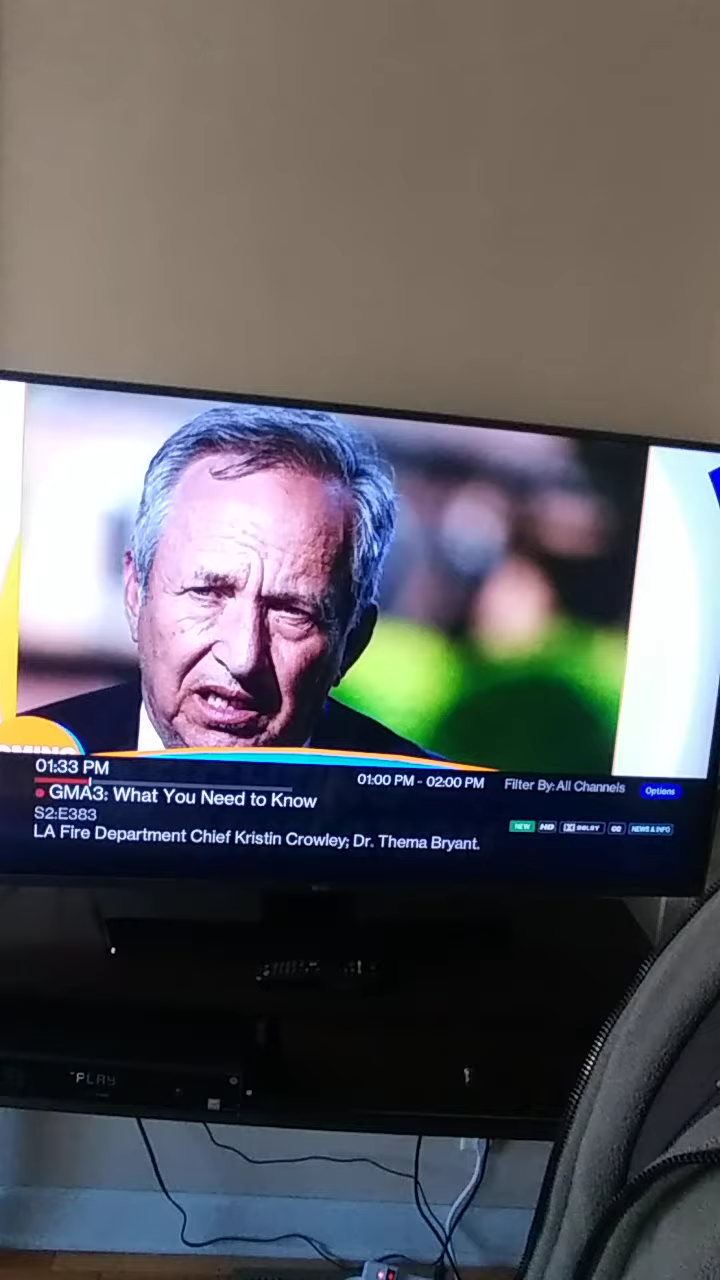 01:33 PM
01:00 PM - 02:00 PM
Filter By: All Channels
Options
GMA3: What You Need to Know
S2:E383
LA Fire Department Chief Kristin Crowley; Dr. Thema Bryant.
NEW
HD
DOLBY
CC
NEWS & INFO
PLAY